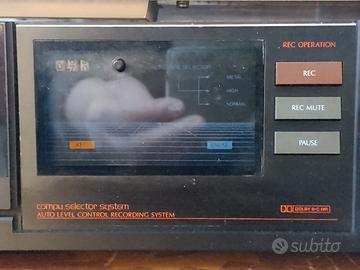 REC OPERATION
SELECTOR
METAL
HIGH
NORMAL
REC
REC MUTE
PAUSE
compu selector system
AUTO LEVEL CONTROL RECORDING SYSTEM
DOLBY B-C NR
subito